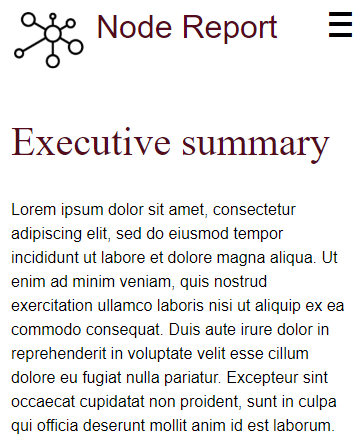 Node Report
Executive summary
Lorem ipsum dolor sit amet, consectetur
adipiscing elit, sed do eiusmod tempor
incididunt ut labore et dolore magna aliqua. Ut
enim ad minim veniam, quis nostrud
exercitation ullamco laboris nisi ut aliquip ex ea
commodo consequat. Duis aute irure dolor in
reprehenderit in voluptate velit esse cillum
dolore eu fugiat nulla pariatur. Excepteur sint
occaecat cupidatat non proident, sunt in culpa
qui officia deserunt mollit anim id est laborum.